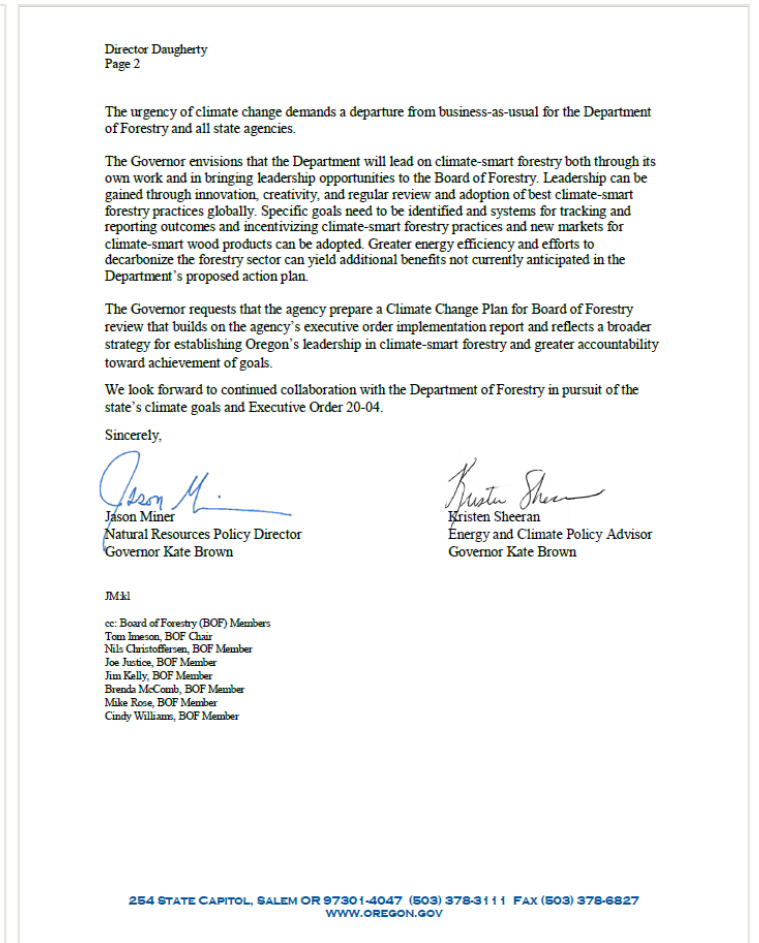 Director Daugherty
Page 2
The urgency of climate change demands a departure from business-as-usual for the Department
of Forestry and all state agencies.
The Governor envisions that the Department will lead on climate-smart forestry both through its
own work and in bringing leadership opportunities to the Board of Forestry. Leadership can be
gained through innovation, creativity, and regular review and adoption of best climate-smart
forestry practices globally. Specific goals need to be identified and systems for tracking and
reporting outcomes and incentivizing climate-smart forestry practices and new markets for
climate-smart wood products can be adopted. Greater energy efficiency and efforts to
decarbonize the forestry sector can yield additional benefits not currently anticipated in the
Department's proposed action plan.
The Governor requests that the agency prepare a Climate Change Plan for Board of Forestry
review that builds on the agency's executive order implementation report and reflects a broader
strategy for establishing Oregon's leadership in climate-smart forestry and greater accountability
toward achievement of goals.
We look forward to continued collaboration with the Department of Forestry in pursuit of the
state's climate goals and Executive Order 20-04.
Sincerely,
Jason M. Kristen Sheeran
Jason Miner Kristen Sheeran
Natural Resources Policy Director Energy and Climate Policy Advisor
Governor Kate Brown Governor Kate Brown
JM:kl
cc: Board of Forestry (BOF) Members
Tom Imeson, BOF Chair
Nils Christoffersen, BOF Member
Joe Justice, BOF Member
Jim Kelly, BOF Member
Brenda McComb, BOF Member
Mike Rose, BOF Member
Cindy Williams, BOF Member
254 STATE CAPITOL, SALEM OR 97301-4047 (503) 378-3111 FAX (503) 378-6827
WWW.OREGON.GOV